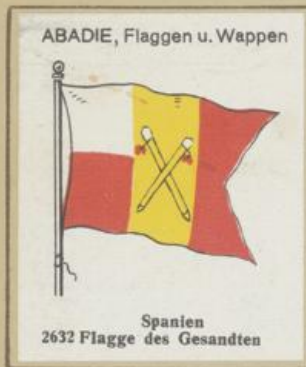 ABADIE, Flaggen u. Wappen
Spanien
2632 Flagge des Gesandten